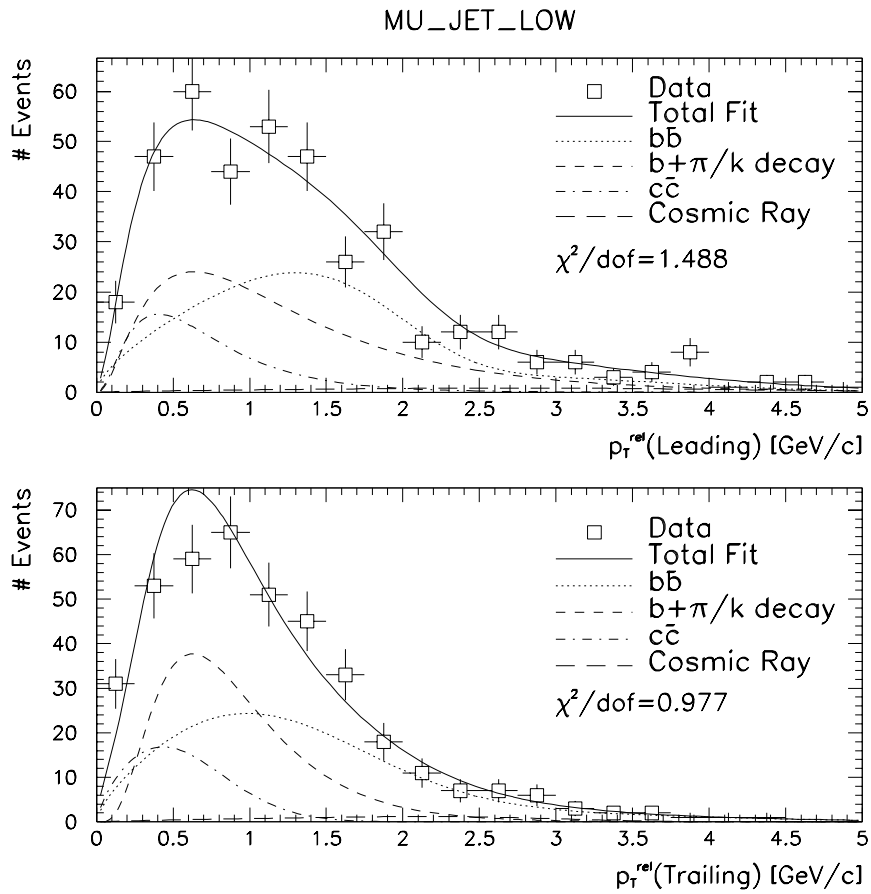 MU_JET_LOW
# Events
60
50
40
30
20
10
0
Data
Total Fit
bb̄
b+π/k decay
cc̄
Cosmic Ray
χ²/dof=1.488
0 0.5 1 1.5 2 2.5 3 3.5 4 4.5 5
p_T^rel(Leading) [GeV/c]
# Events
70
60
50
40
30
20
10
0
Data
Total Fit
bb̄
b+π/k decay
cc̄
Cosmic Ray
χ²/dof=0.977
0 0.5 1 1.5 2 2.5 3 3.5 4 4.5 5
p_T^rel(Trailing) [GeV/c]